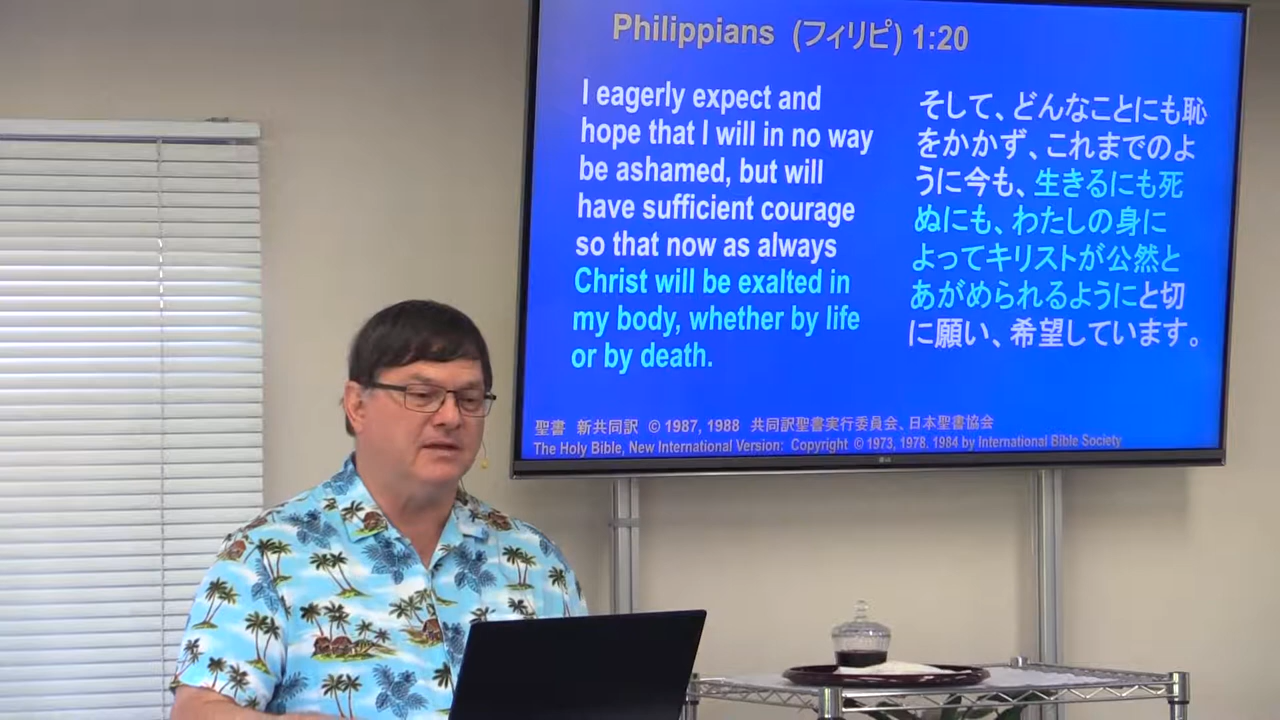 Philippians (フィリピ) 1:20
I eagerly expect and
hope that I will in no way
be ashamed, but will
have sufficient courage
so that now as always
Christ will be exalted in
my body, whether by life
or by death.
そして、どんなことにも恥
をかかず、これまでのよ
うに今も、生きるにも死
ぬにも、わたしの身に
よってキリストが公然と
あがめられるようにと切
に願い、希望しています。
聖書 新共同訳 © 1987, 1988 共同訳聖書実行委員会、日本聖書協会
The Holy Bible, New International Version: Copyright © 1973, 1978. 1984 by International Bible Society
LG